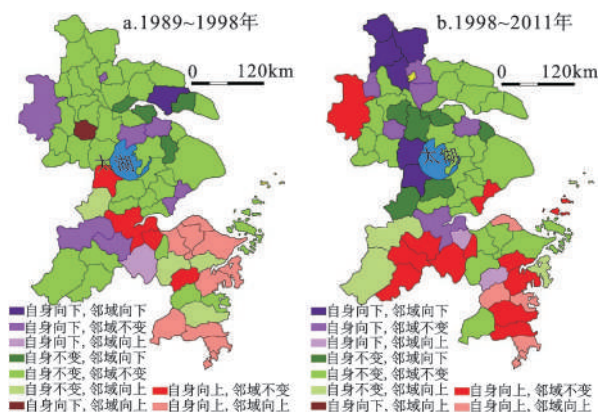 a.1989~1998年
0 120km
自身向下, 邻域向下
自身向下, 邻域不变
自身向下, 邻域向上
自身不变, 邻域向下
自身不变, 邻域不变
自身不变, 邻域向上
自身向下, 邻域向上
自身向上, 邻域不变
自身向上, 邻域向上
b.1998~2011年
0 120km
自身向下, 邻域向下
自身向下, 邻域不变
自身向下, 邻域向上
自身不变, 邻域向下
自身不变, 邻域不变
自身不变, 邻域向上
自身向下, 邻域向上
自身向上, 邻域不变
自身向上, 邻域向上